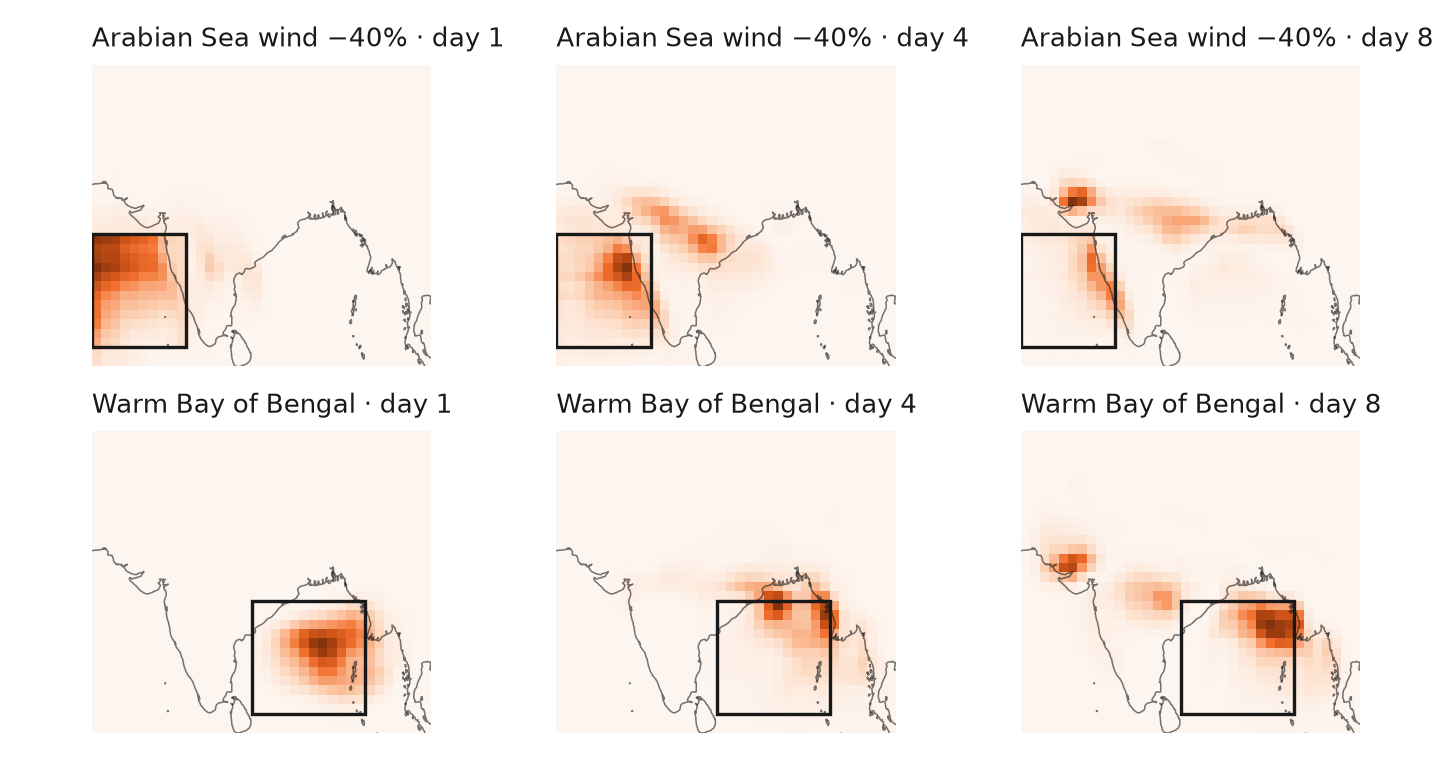 Arabian Sea wind −40% · day 1
Arabian Sea wind −40% · day 4
Arabian Sea wind −40% · day 8
Warm Bay of Bengal · day 1
Warm Bay of Bengal · day 4
Warm Bay of Bengal · day 8